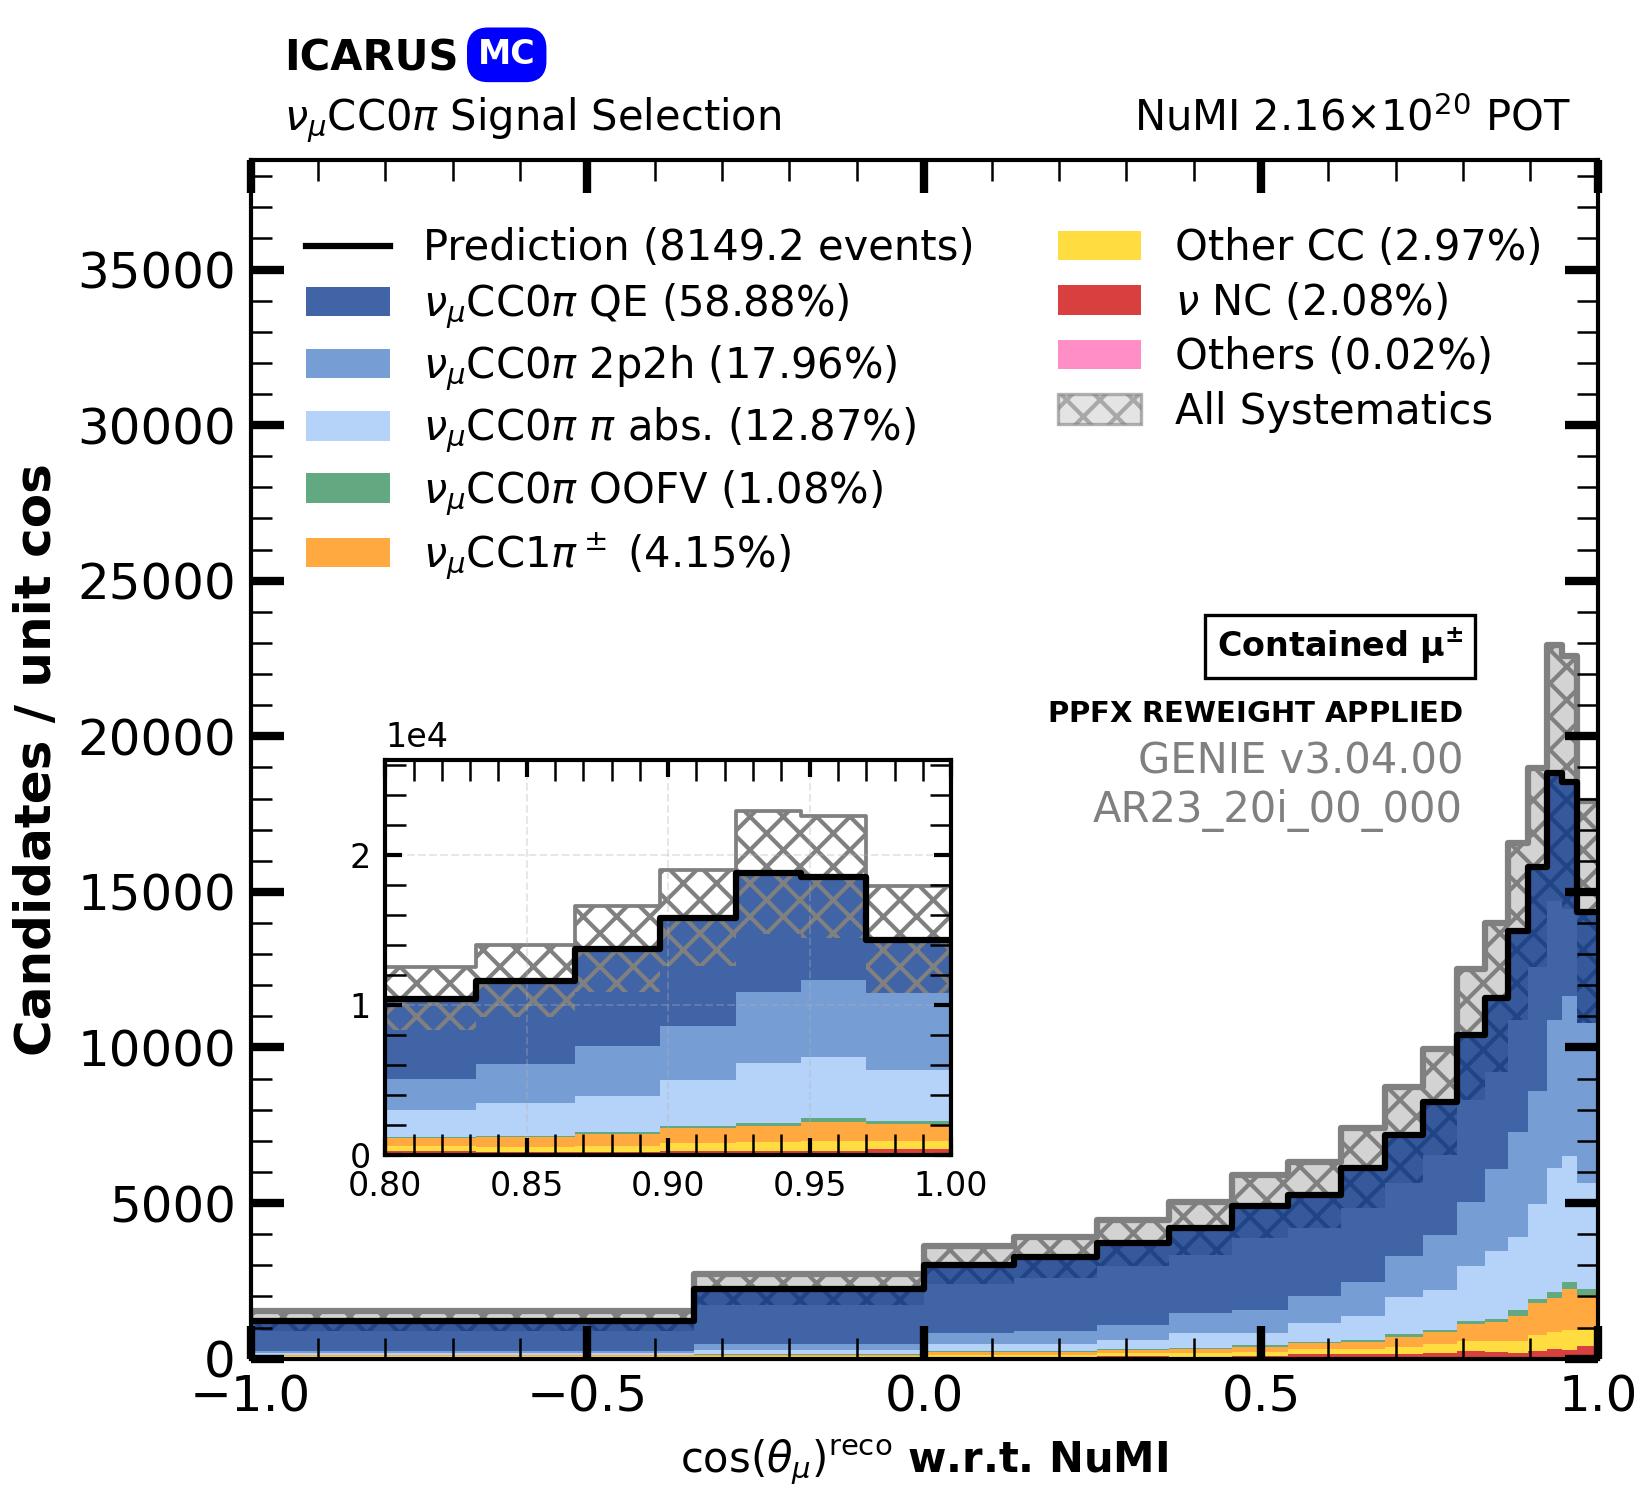 ICARUS MC
νμCC0π Signal Selection
NuMI 2.16×10²⁰ POT
Prediction (8149.2 events)
νμCC0π QE (58.88%)
νμCC0π 2p2h (17.96%)
νμCC0π π abs. (12.87%)
νμCC0π OOFV (1.08%)
νμCC1π± (4.15%)
Other CC (2.97%)
ν NC (2.08%)
Others (0.02%)
All Systematics
Contained μ±
PPFX REWEIGHT APPLIED
GENIE v3.04.00
AR23_20i_00_000
Candidates / unit cos
35000
30000
25000
20000
15000
10000
5000
0
1e4
2
1
0
0.80 0.85 0.90 0.95 1.00
−1.0 −0.5 0.0 0.5 1.0
cos(θμ)reco w.r.t. NuMI